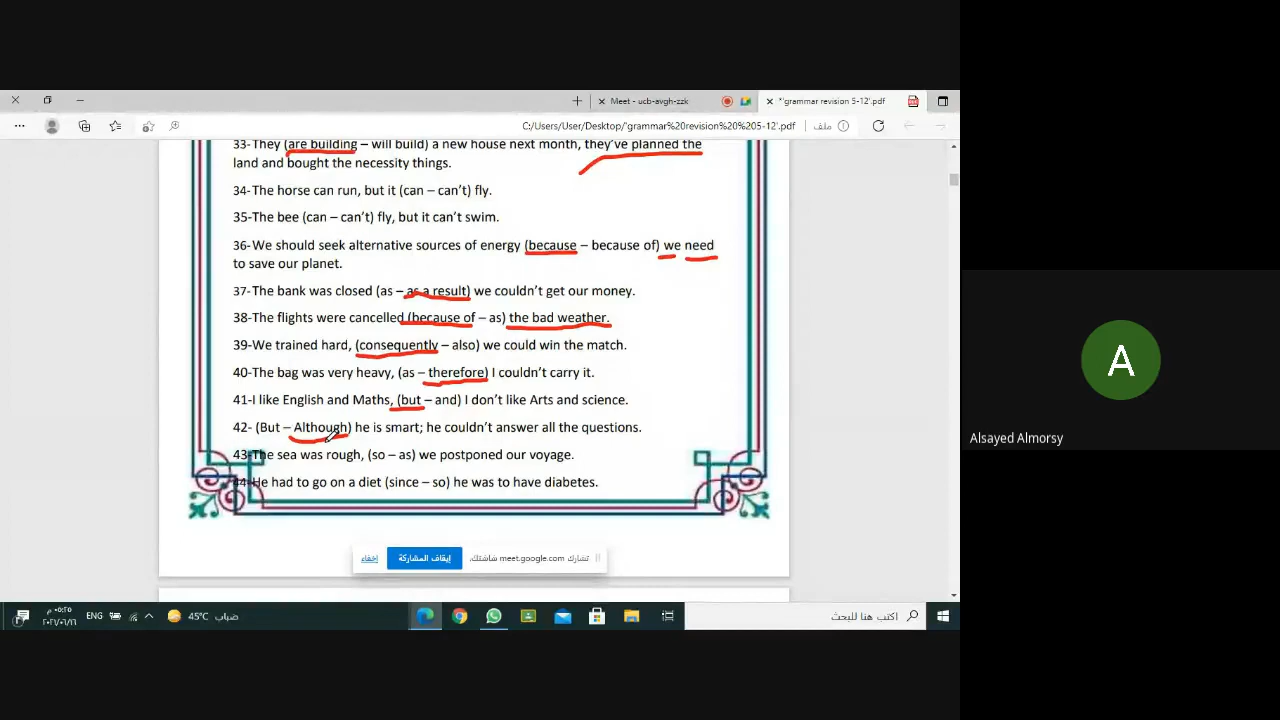 Meet - ucb-avgh-zzk
*'grammar revision 5-12'.pdf
C:/Users/User/Desktop/'grammar%20revision%20%205-12'.pdf
ملف
33-They (are building – will build) a new house next month, they've planned the
land and bought the necessity things.
34-The horse can run, but it (can – can't) fly.
35-The bee (can – can't) fly, but it can't swim.
36-We should seek alternative sources of energy (because – because of) we need
to save our planet.
37-The bank was closed (as – as a result) we couldn't get our money.
38-The flights were cancelled (because of – as) the bad weather.
39-We trained hard, (consequently – also) we could win the match.
40-The bag was very heavy, (as – therefore) I couldn't carry it.
41-I like English and Maths, (but – and) I don't like Arts and science.
42- (But – Although) he is smart; he couldn't answer all the questions.
43-The sea was rough, (so – as) we postponed our voyage.
44-He had to go on a diet (since – so) he was to have diabetes.
تشارك meet.google.com شاشتك.
إيقاف المشاركة
إخفاء
A
Alsayed Almorsy
ENG
45°C ضباب
اكتب هنا للبحث